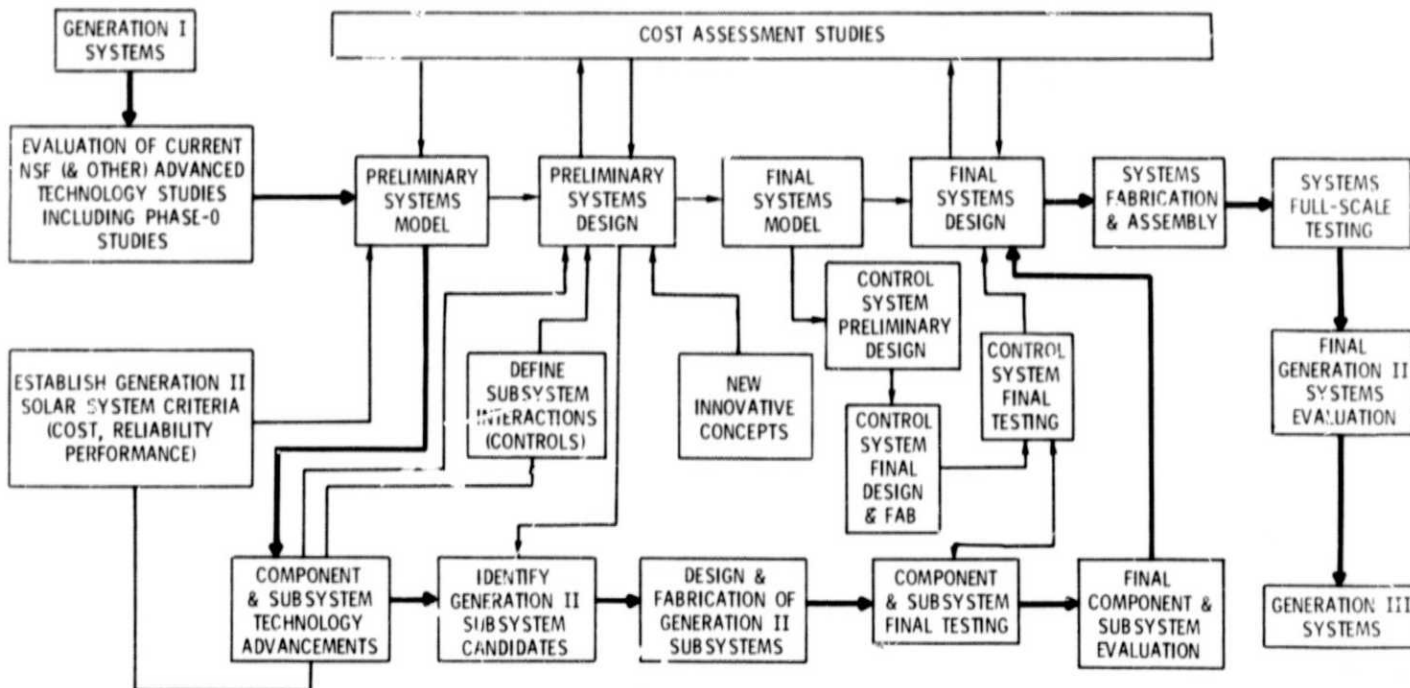 GENERATION I
SYSTEMS
COST ASSESSMENT STUDIES
EVALUATION OF CURRENT
NSF (& OTHER) ADVANCED
TECHNOLOGY STUDIES
INCLUDING PHASE-0
STUDIES
PRELIMINARY
SYSTEMS
MODEL
PRELIMINARY
SYSTEMS
DESIGN
FINAL
SYSTEMS
MODEL
FINAL
SYSTEMS
DESIGN
SYSTEMS
FABRICATION
& ASSEMBLY
SYSTEMS
FULL-SCALE
TESTING
ESTABLISH GENERATION II
SOLAR SYSTEM CRITERIA
(COST, RELIABILITY
PERFORMANCE)
DEFINE
SUBSYSTEM
INTERACTIONS
(CONTROLS)
NEW
INNOVATIVE
CONCEPTS
CONTROL
SYSTEM
PRELIMINARY
DESIGN
CONTROL
SYSTEM
FINAL
DESIGN
& FAB
CONTROL
SYSTEM
FINAL
TESTING
FINAL
GENERATION II
SYSTEMS
EVALUATION
COMPONENT
& SUBSYSTEM
TECHNOLOGY
ADVANCEMENTS
IDENTIFY
GENERATION II
SUBSYSTEM
CANDIDATES
DESIGN &
FABRICATION OF
GENERATION II
SUBSYSTEMS
COMPONENT
& SUBSYSTEM
FINAL TESTING
FINAL
COMPONENT &
SUBSYSTEM
EVALUATION
GENERATION III
SYSTEMS